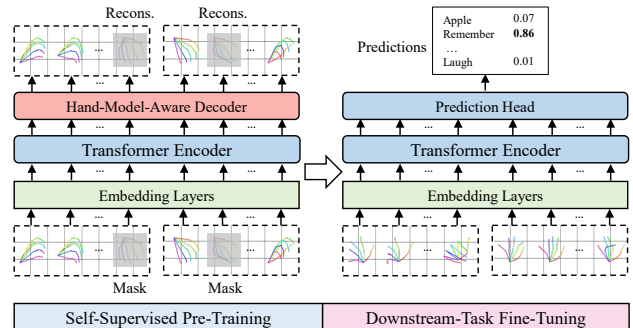 Recons.
Recons.
...
...
...
...
Hand-Model-Aware Decoder
...
...
Transformer Encoder
...
...
Embedding Layers
...
...
...
...
Mask
Mask
Self-Supervised Pre-Training
Predictions
Apple 0.07
Remember 0.86
...
Laugh 0.01
Prediction Head
...
...
Transformer Encoder
...
...
Embedding Layers
...
...
...
...
Downstream-Task Fine-Tuning